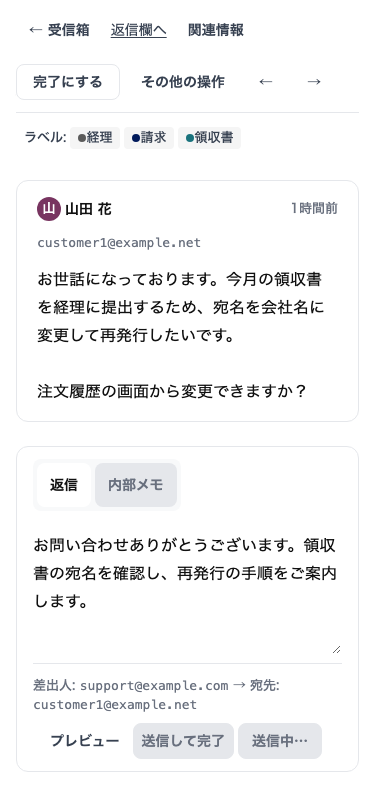 ← 受信箱 返信欄へ 関連情報
完了にする その他の操作 ← →
ラベル: 経理 請求 領収書
山 山田 花 1時間前
customer1@example.net
お世話になっております。今月の領収書
を経理に提出するため、宛名を会社名に
変更して再発行したいです。
注文履歴の画面から変更できますか？
返信 内部メモ
お問い合わせありがとうございます。領収
書の宛名を確認し、再発行の手順をご案内
します。
差出人: support@example.com → 宛先:
customer1@example.net
プレビュー 送信して完了 送信中…